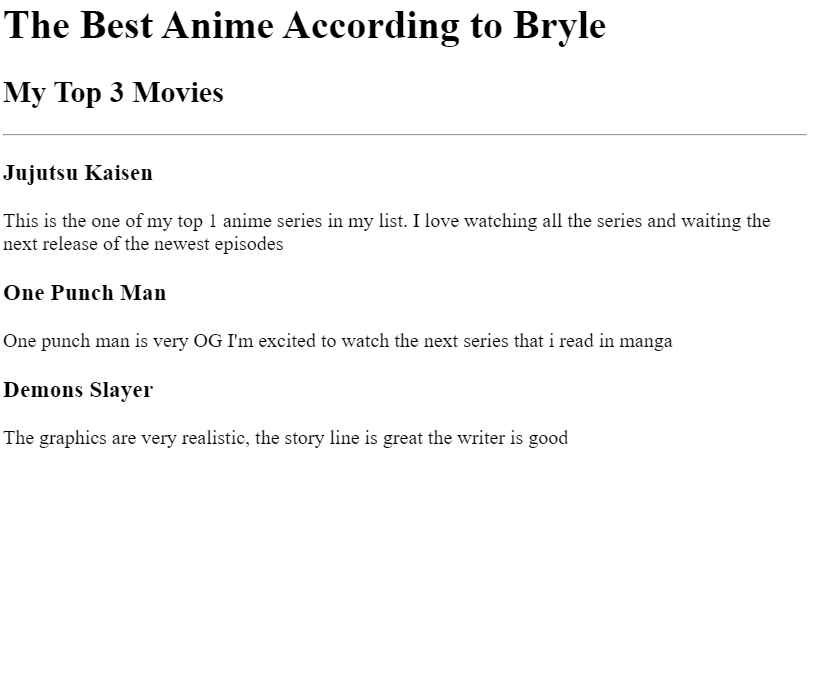 The Best Anime According to Bryle
My Top 3 Movies
Jujutsu Kaisen
This is the one of my top 1 anime series in my list. I love watching all the series and waiting the
next release of the newest episodes
One Punch Man
One punch man is very OG I'm excited to watch the next series that i read in manga
Demons Slayer
The graphics are very realistic, the story line is great the writer is good